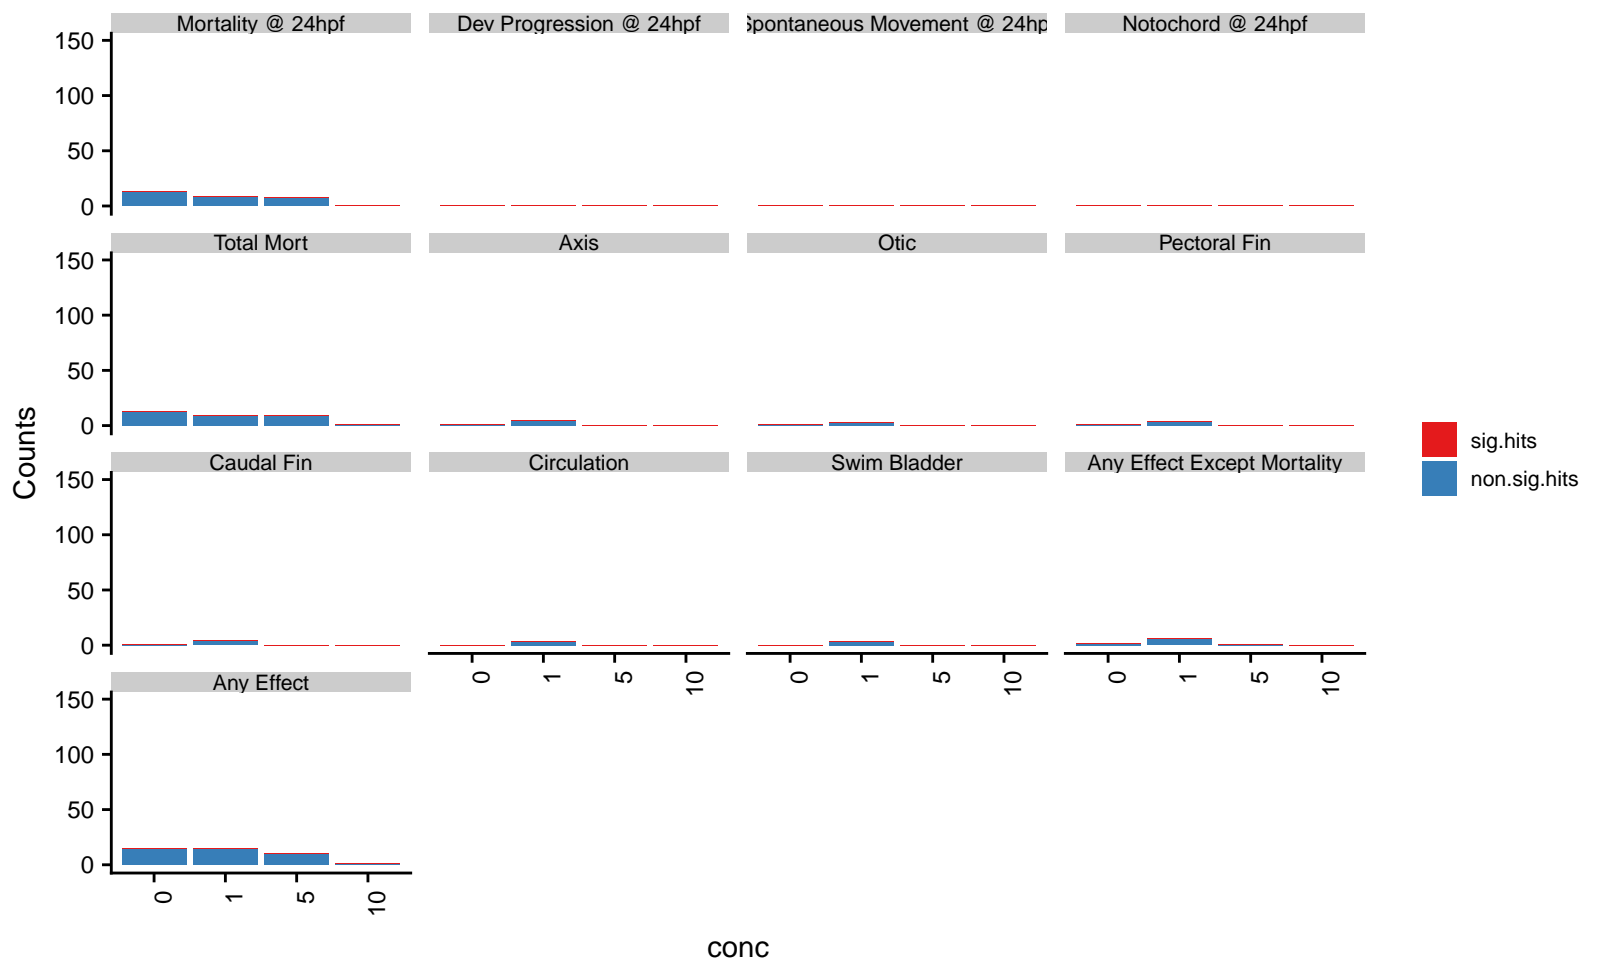 Mortality @ 24hpf
Dev Progression @ 24hpf
Spontaneous Movement @ 24hp
Notochord @ 24hpf
150
100
50
0
Total Mort
Axis
Otic
Pectoral Fin
150
100
50
0
Counts
sig.hits
non.sig.hits
Caudal Fin
Circulation
Swim Bladder
Any Effect Except Mortality
150
100
50
0
0 1 5 10
0 1 5 10
0 1 5 10
Any Effect
150
100
50
0
0 1 5 10
conc